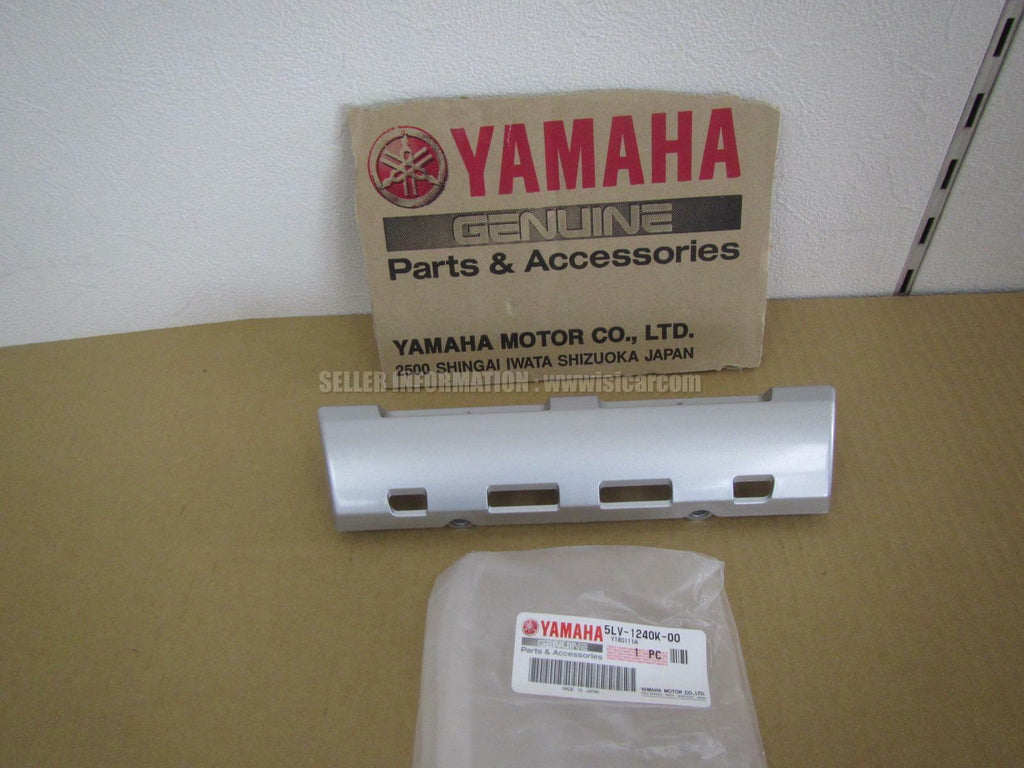 YAMAHA
GENUINE
Parts & Accessories
YAMAHA MOTOR CO., LTD.
2500 SHINGAI IWATA SHIZUOKA JAPAN
SELLER INFORMATION : www.isicar.com
YAMAHA 5LV-1240K-00
GENUINE
Parts & Accessories
1 PC
MADE IN JAPAN
YAMAHA MOTOR CO., LTD.